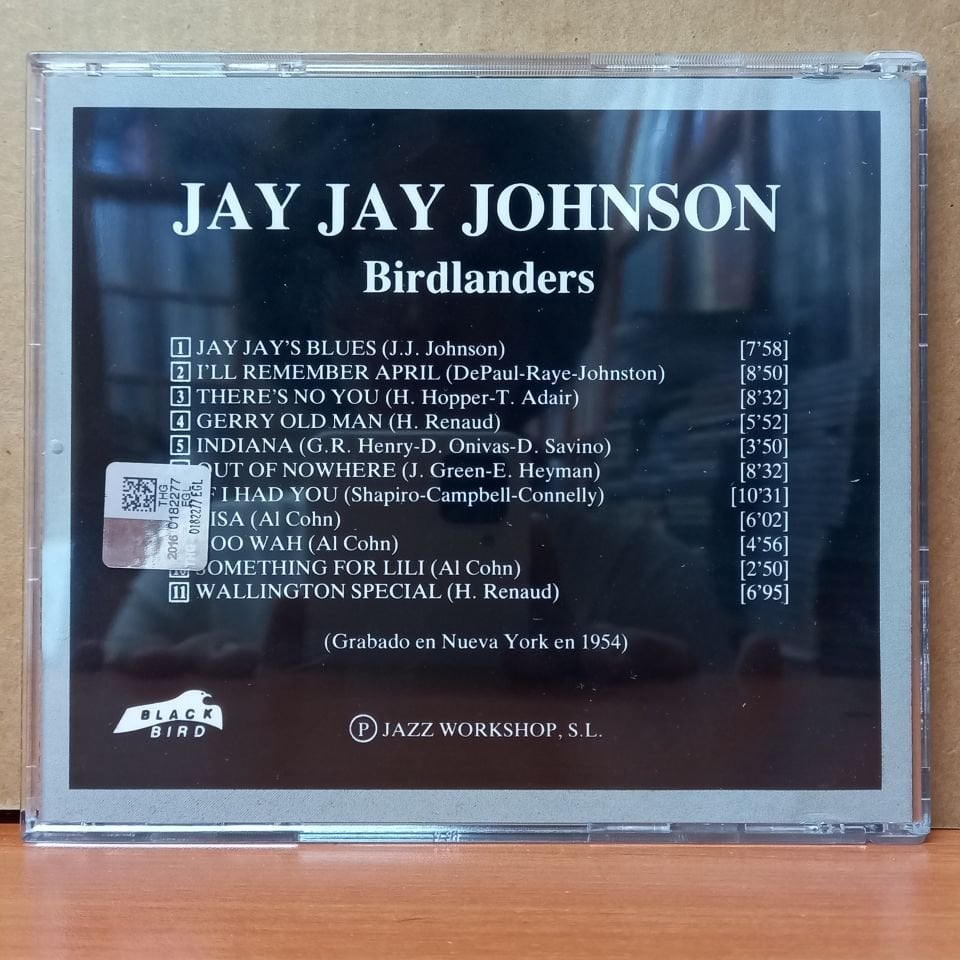 JAY JAY JOHNSON
Birdlanders
1 JAY JAY'S BLUES (J.J. Johnson) [7'58]
2 I'LL REMEMBER APRIL (DePaul-Raye-Johnston) [8'50]
3 THERE'S NO YOU (H. Hopper-T. Adair) [8'32]
4 GERRY OLD MAN (H. Renaud) [5'52]
5 INDIANA (G.R. Henry-D. Onivas-D. Savino) [3'50]
OUT OF NOWHERE (J. Green-E. Heyman) [8'32]
I HAD YOU (Shapiro-Campbell-Connelly) [10'31]
(Al Cohn) [6'02]
OO WAH (Al Cohn) [4'56]
SOMETHING FOR LILI (Al Cohn) [2'50]
11 WALLINGTON SPECIAL (H. Renaud) [6'95]
THG EGL
2016 0182277
0182277 EGL
(Grabado en Nueva York en 1954)
BLACK
BIRD
Ⓟ JAZZ WORKSHOP, S.L.